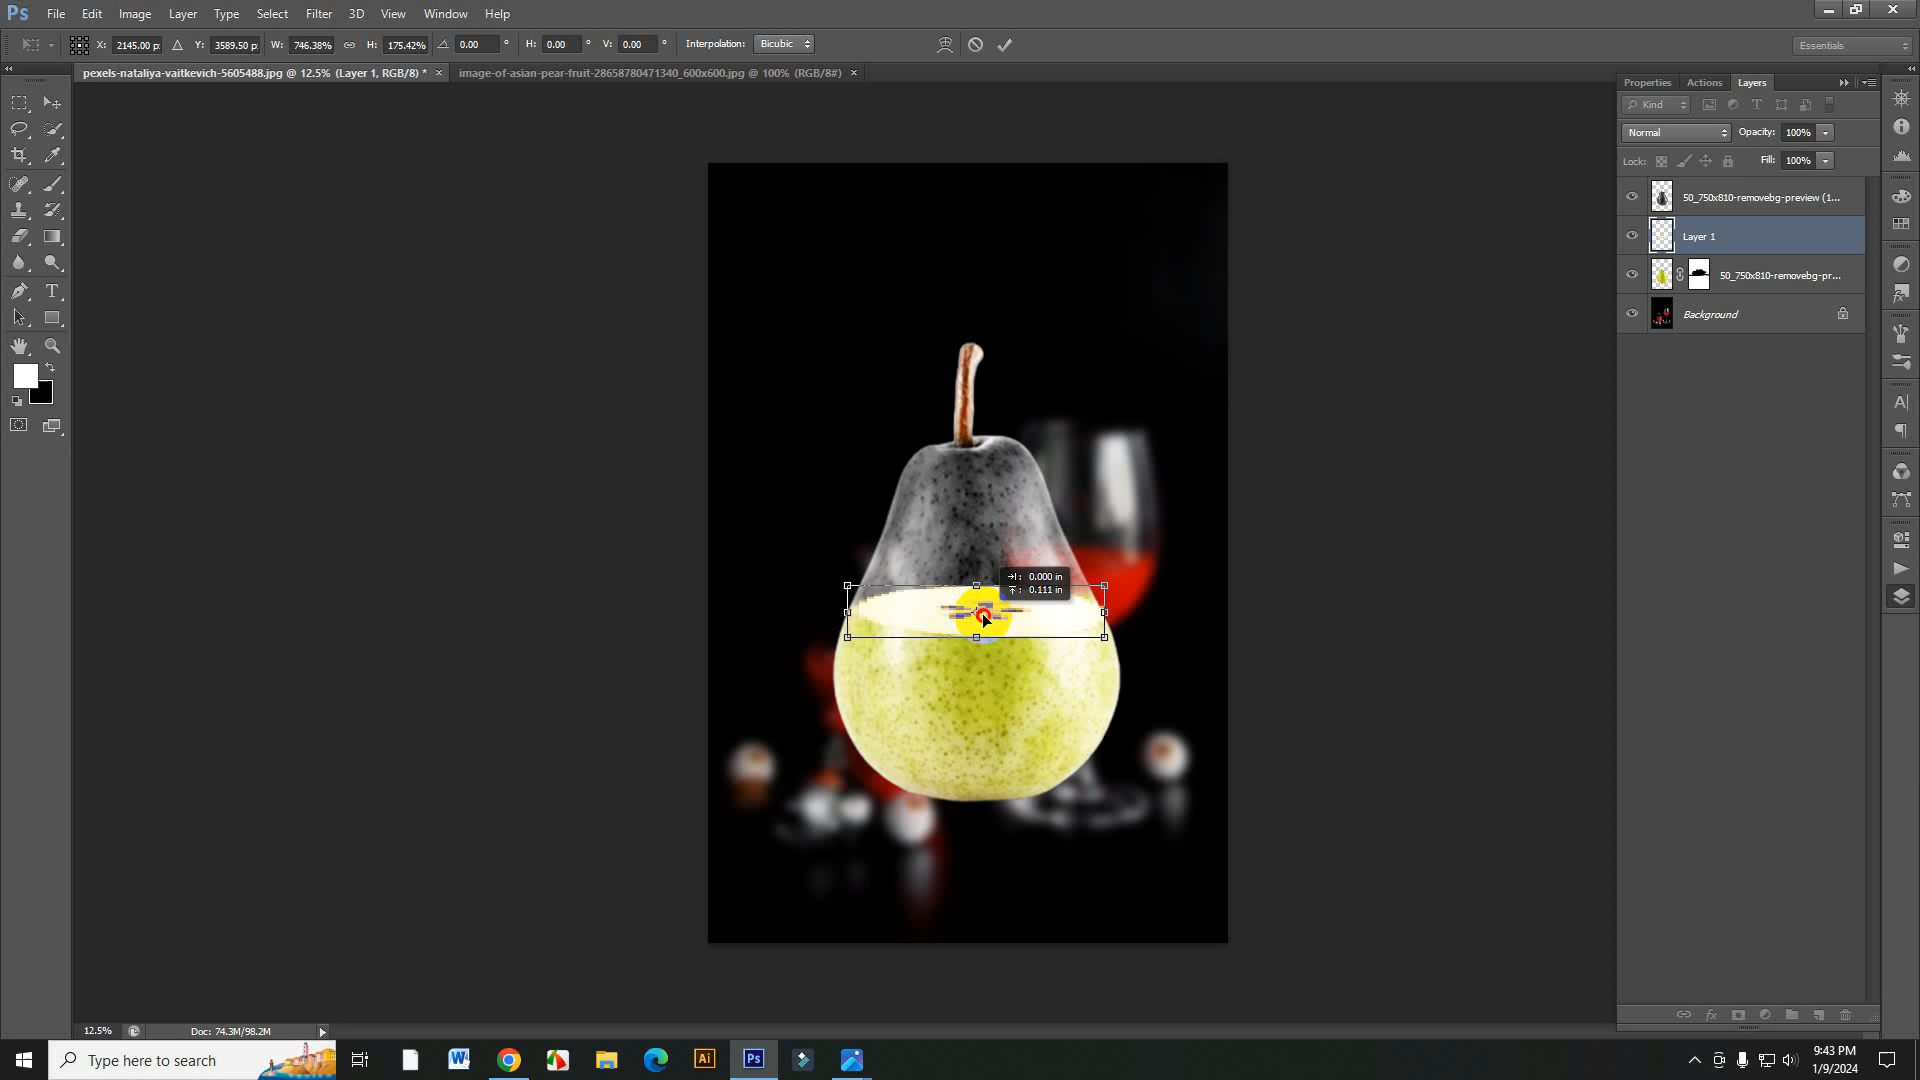 Ps File Edit Image Layer Type Select Filter 3D View Window Help
X: 2145.00 p: Y: 3589.50 p: W: 746.38% H: 175.42% 0.00 ° H: 0.00 ° V: 0.00 ° Interpolation: Bicubic Essentials
pexels-nataliya-vaitkevich-5605488.jpg @ 12.5% (Layer 1, RGB/8) * × image-of-asian-pear-fruit-28658780471340_600x600.jpg @ 100% (RGB/8#) ×
Properties Actions Layers
Kind
Normal Opacity: 100%
Lock: Fill: 100%
50_750x810-removebg-preview (1...
Layer 1
50_750x810-removebg-pr...
Background
: 0.000 in
: 0.111 in
12.5% Doc: 74.3M/98.2M
Type here to search
W Ai Ps
9:43 PM
1/9/2024